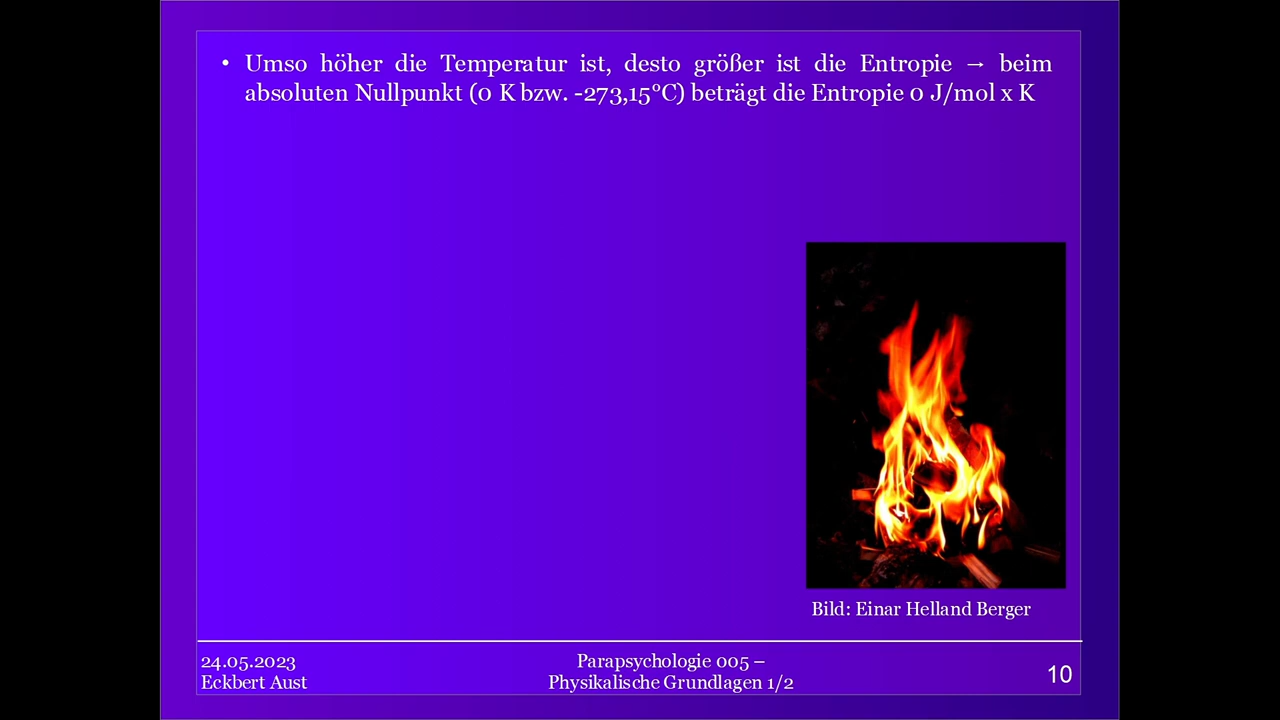 • Umso höher die Temperatur ist, desto größer ist die Entropie → beim
absoluten Nullpunkt (0 K bzw. -273,15°C) beträgt die Entropie 0 J/mol x K
Bild: Einar Helland Berger
24.05.2023
Eckbert Aust
Parapsychologie 005 –
Physikalische Grundlagen 1/2
10